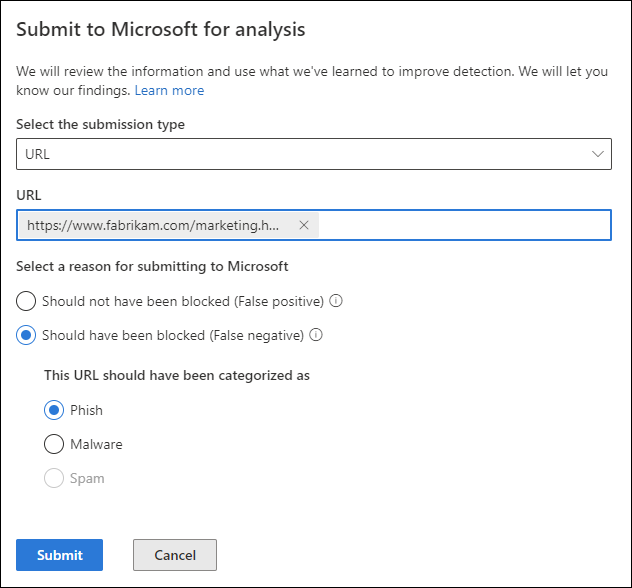 Submit to Microsoft for analysis
We will review the information and use what we've learned to improve detection. We will let you
know our findings. Learn more
Select the submission type
URL
URL
https://www.fabrikam.com/marketing.h...
Select a reason for submitting to Microsoft
Should not have been blocked (False positive)
Should have been blocked (False negative)
This URL should have been categorized as
Phish
Malware
Spam
Submit Cancel